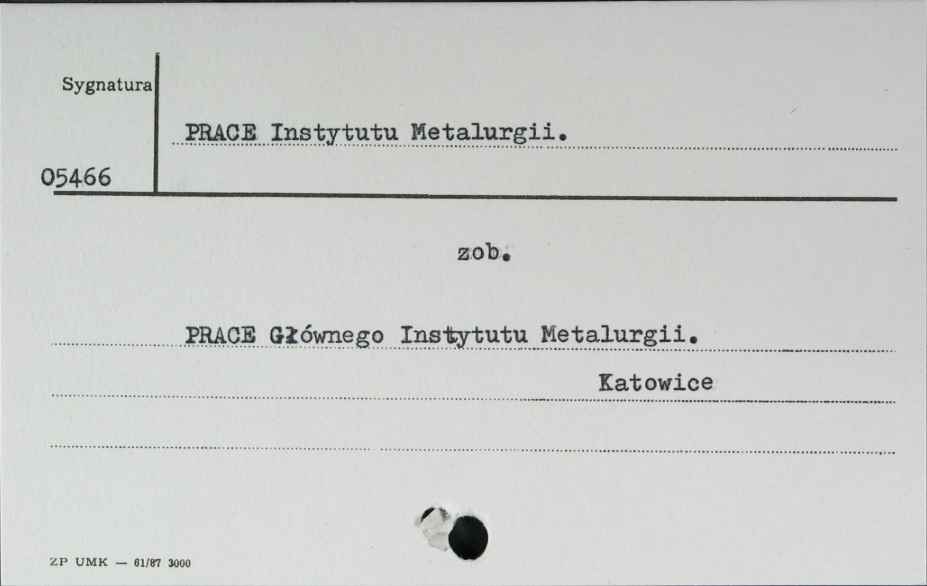 Sygnatura
PRACE Instytutu Metalurgii.
05466
zob.
PRACE Głównego Instytutu Metalurgii.
Katowice
ZP UMK — 61/87 3000